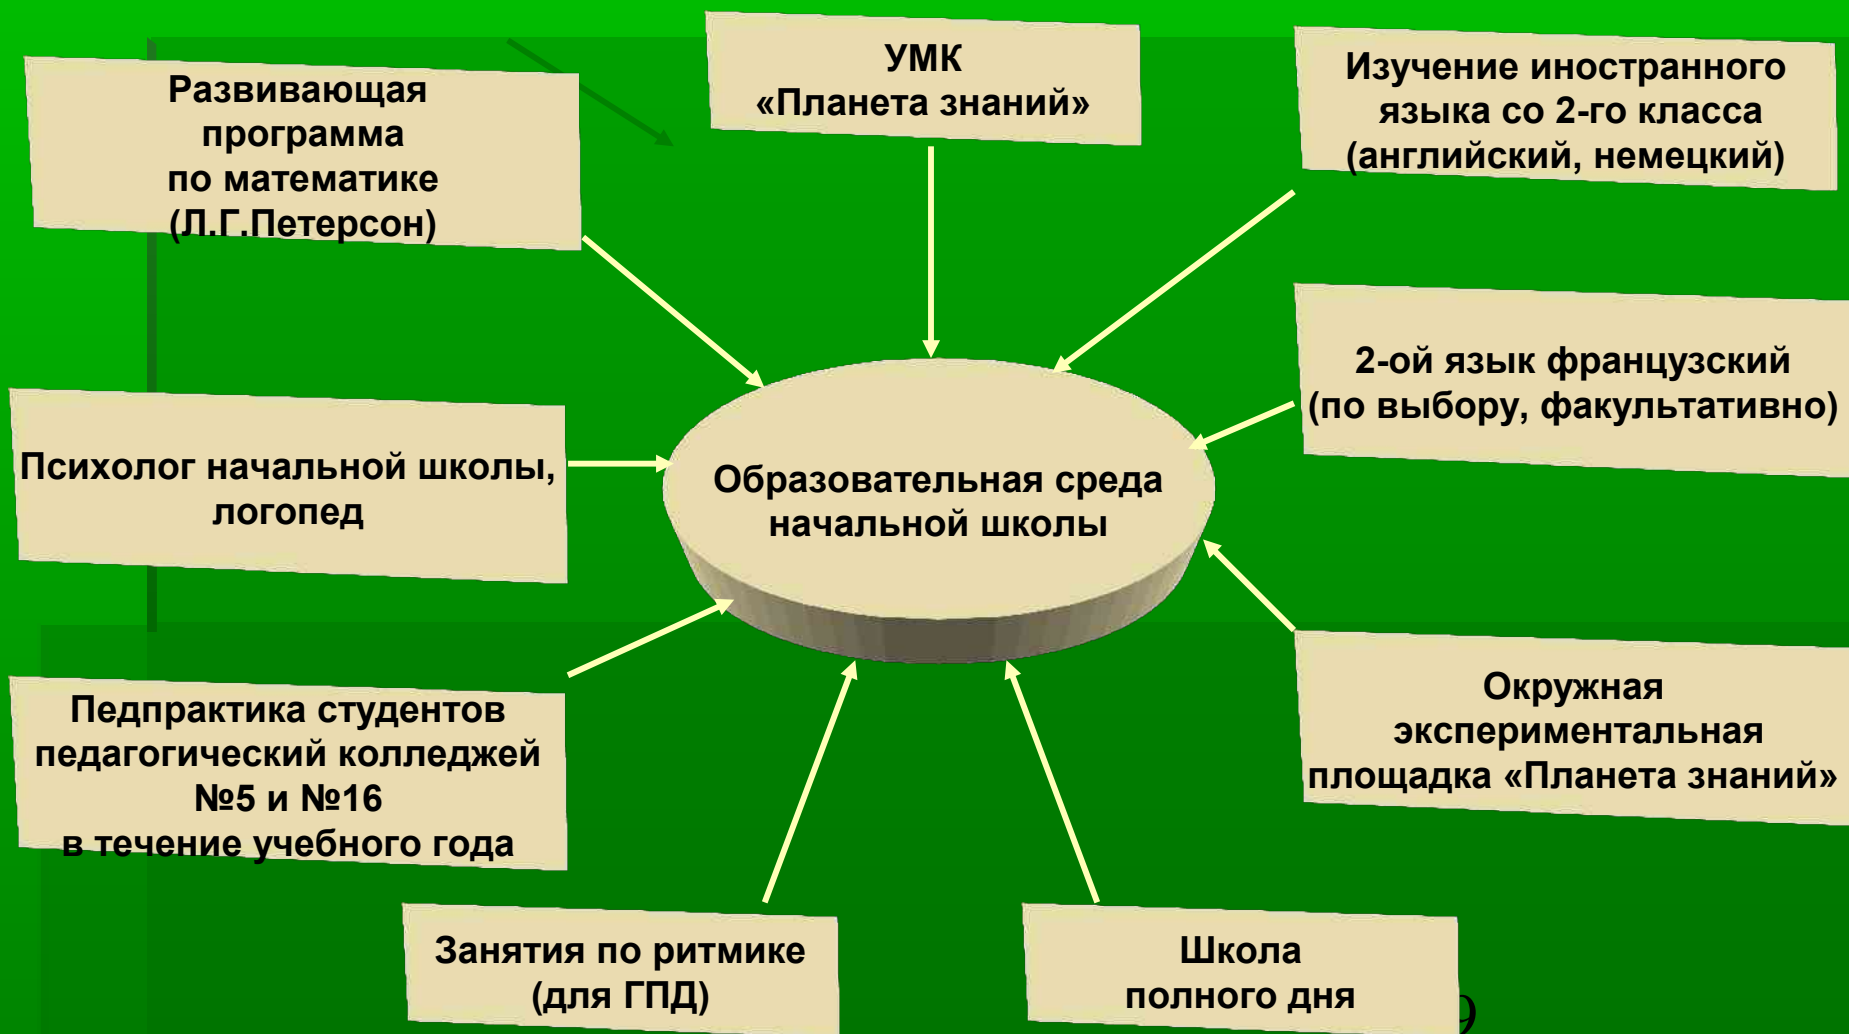 Развивающая
программа
по математике
(Л.Г.Петерсон)
УМК
«Планета знаний»
Изучение иностранного
языка со 2-го класса
(английский, немецкий)
2-ой язык французский
(по выбору, факультативно)
Психолог начальной школы,
логопед
Образовательная среда
начальной школы
Педпрактика студентов
педагогический колледжей
№5 и №16
в течение учебного года
Окружная
экспериментальная
площадка «Планета знаний»
Занятия по ритмике
(для ГПД)
Школа
полного дня